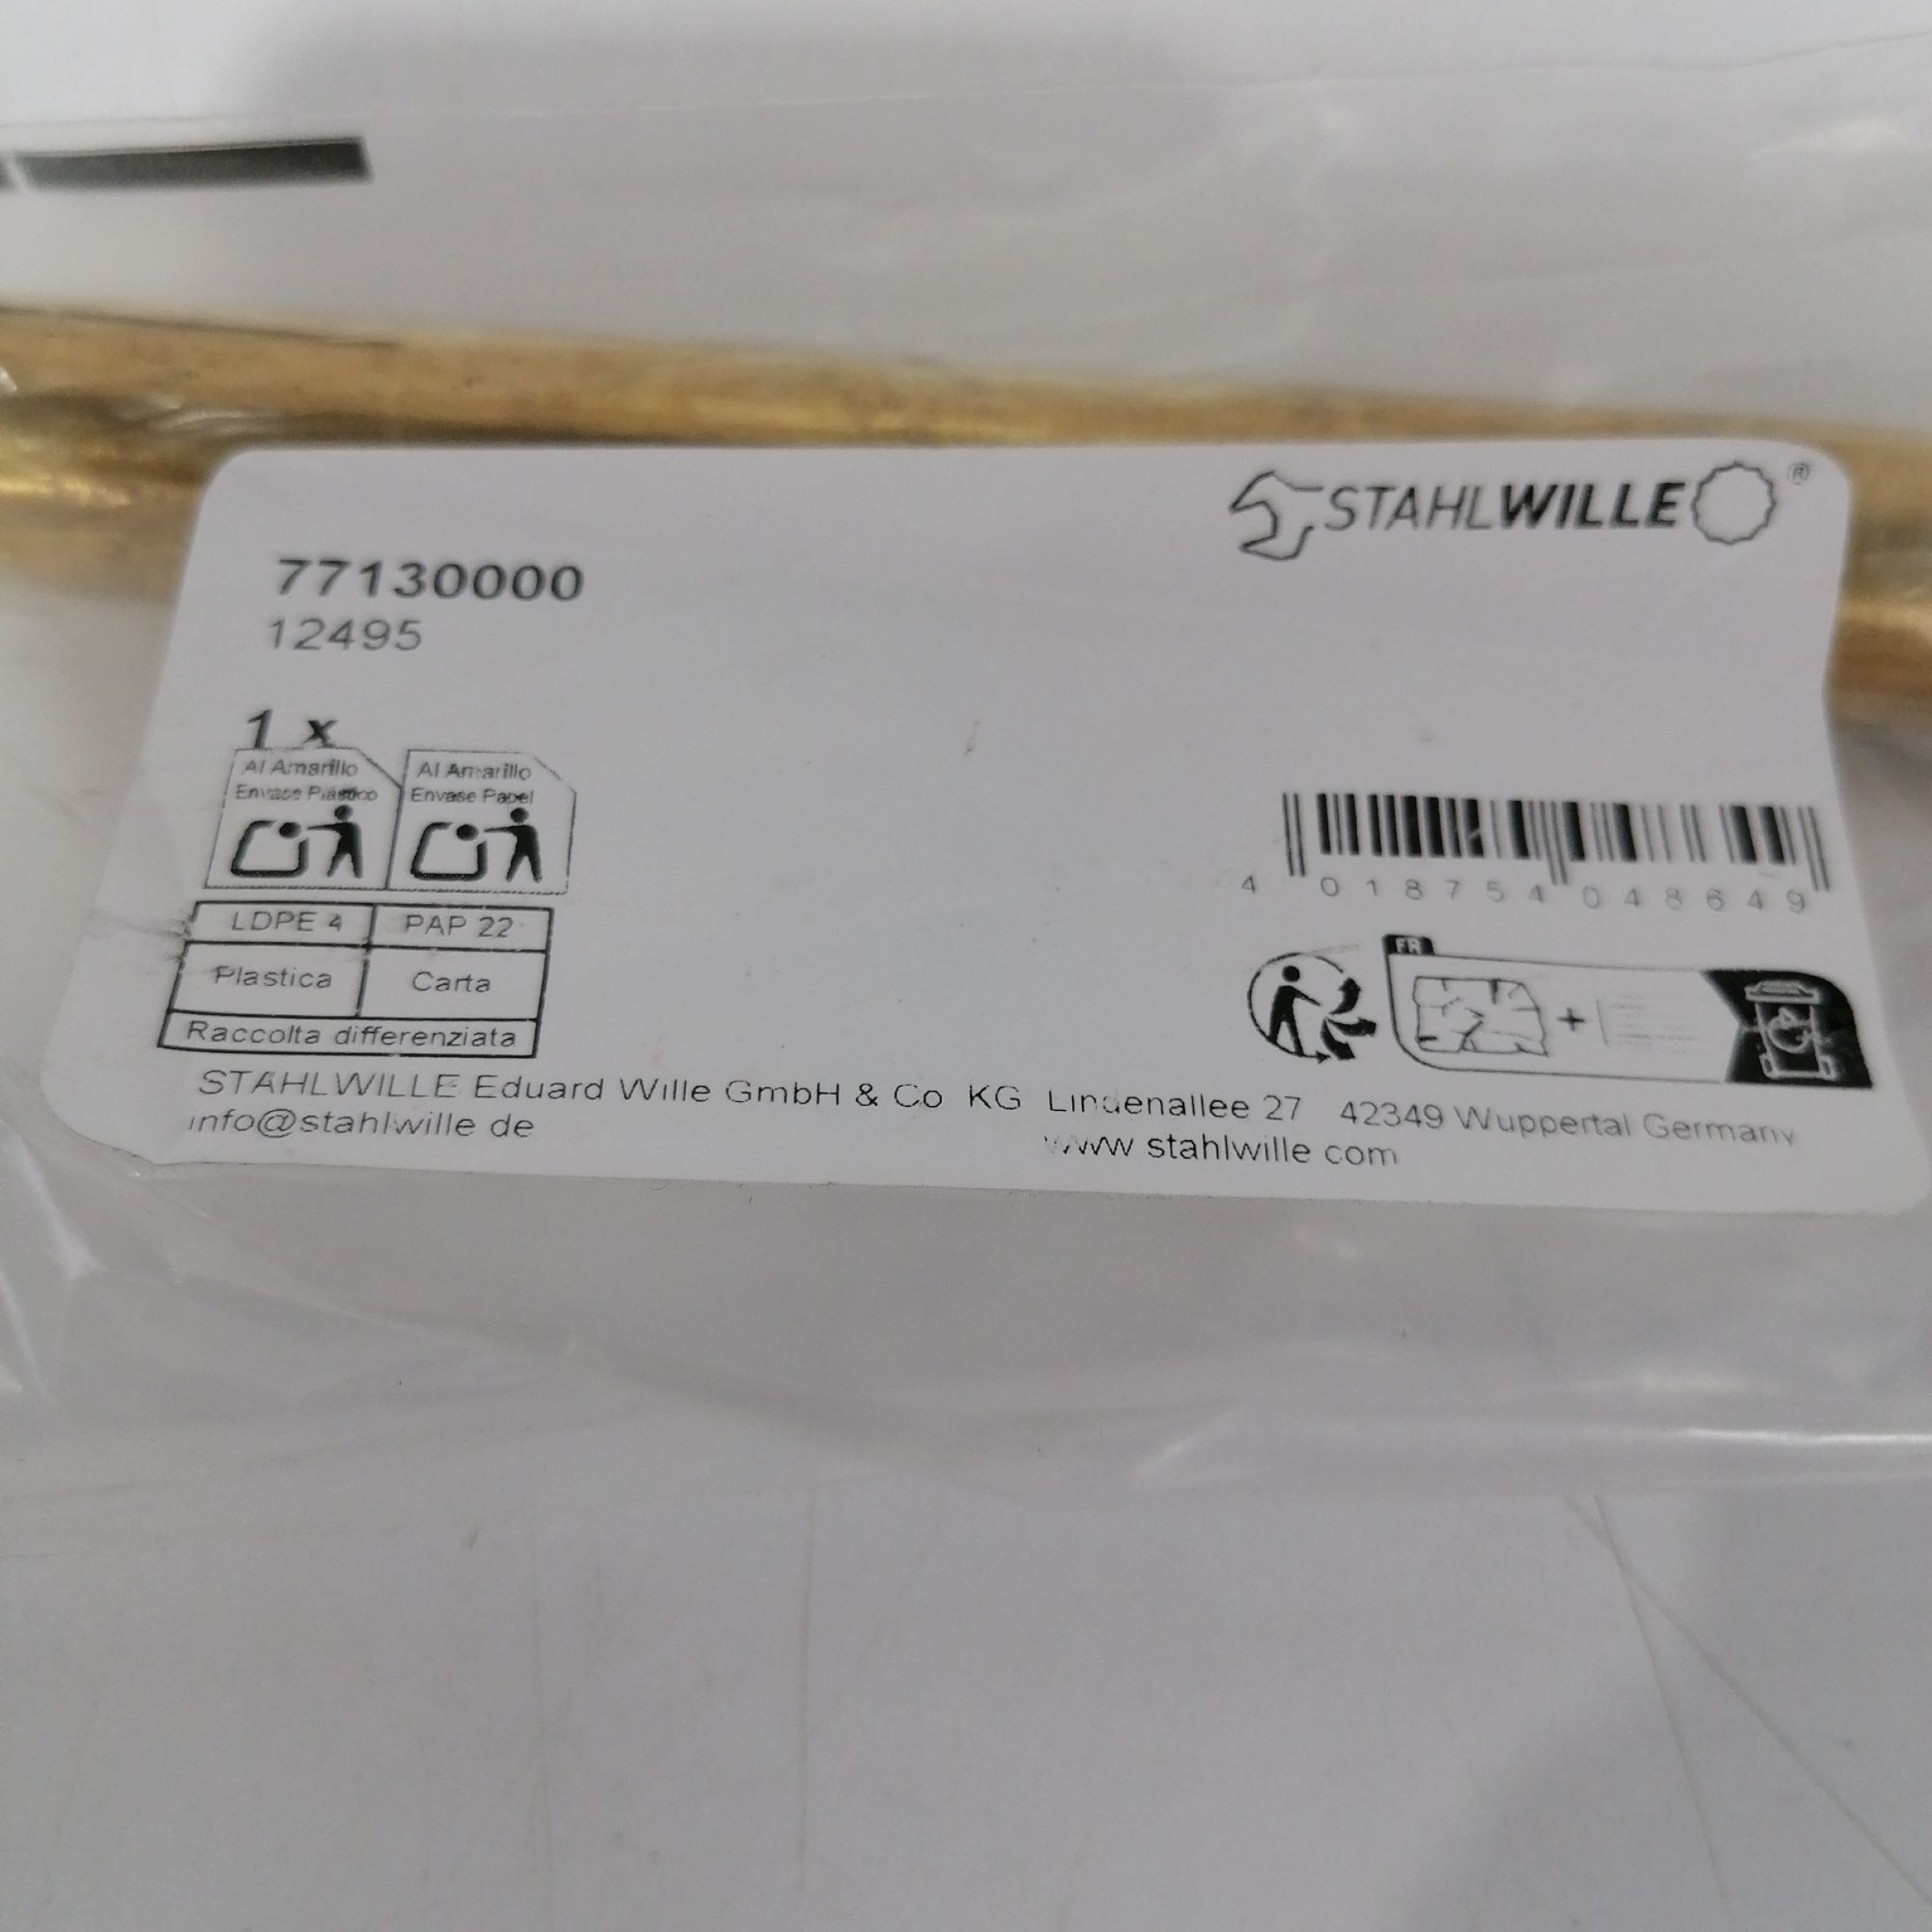 STAHLWILLE®
77130000
12495
1 x
Al Amarillo
Envase Plástico
Al Amarillo
Envase Papel
4 018754 048649
LDPE 4
PAP 22
FR
Plastica
Carta
+
Raccolta differenziata
STAHLWILLE Eduard Wille GmbH & Co KG Lindenallee 27 42349 Wuppertal Germany
info@stahlwille de
www stahlwille com